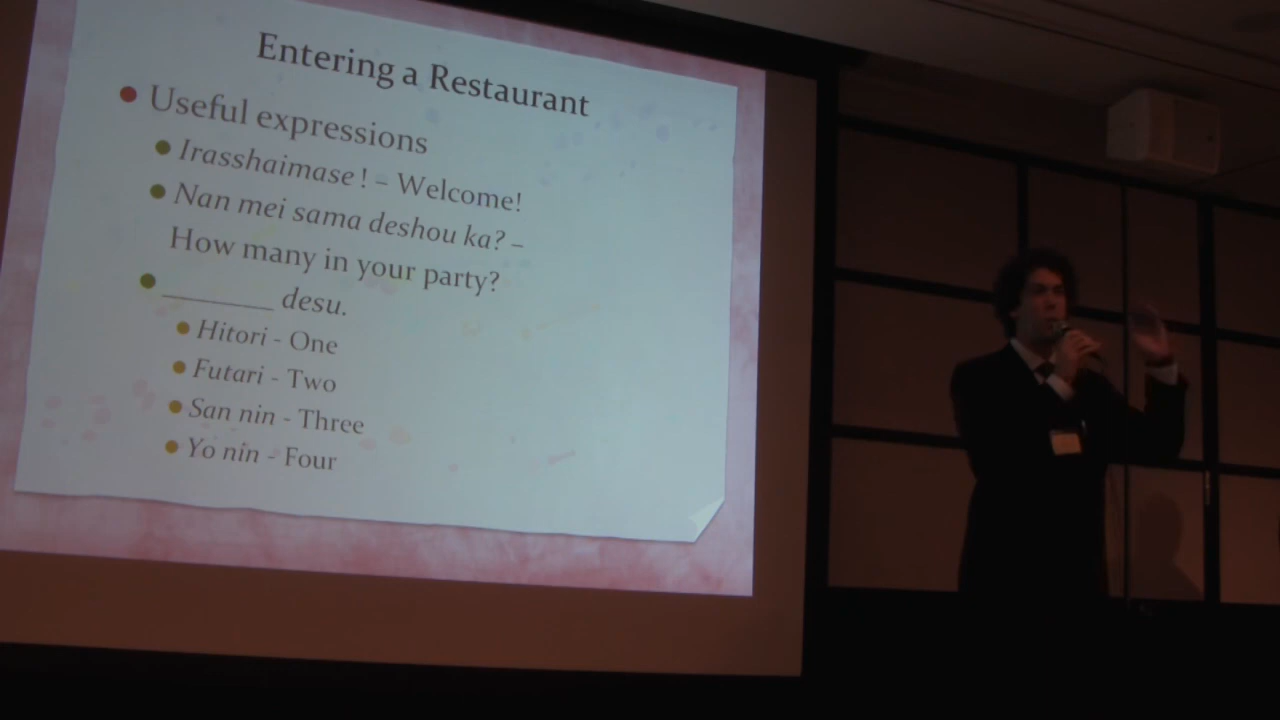 Entering a Restaurant
Useful expressions
Irasshaimase ! – Welcome!
Nan mei sama deshou ka? –
How many in your party?
________ desu.
Hitori - One
Futari - Two
San nin - Three
Yo nin - Four